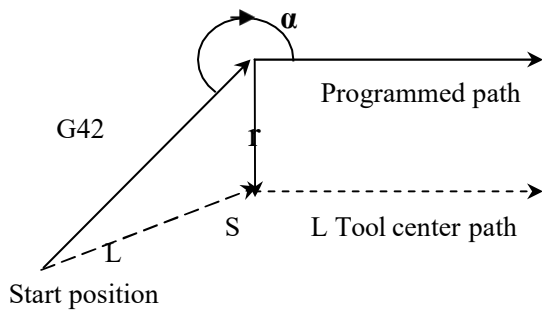 α
Programmed path
G42
r
S
L Tool center path
L
Start position